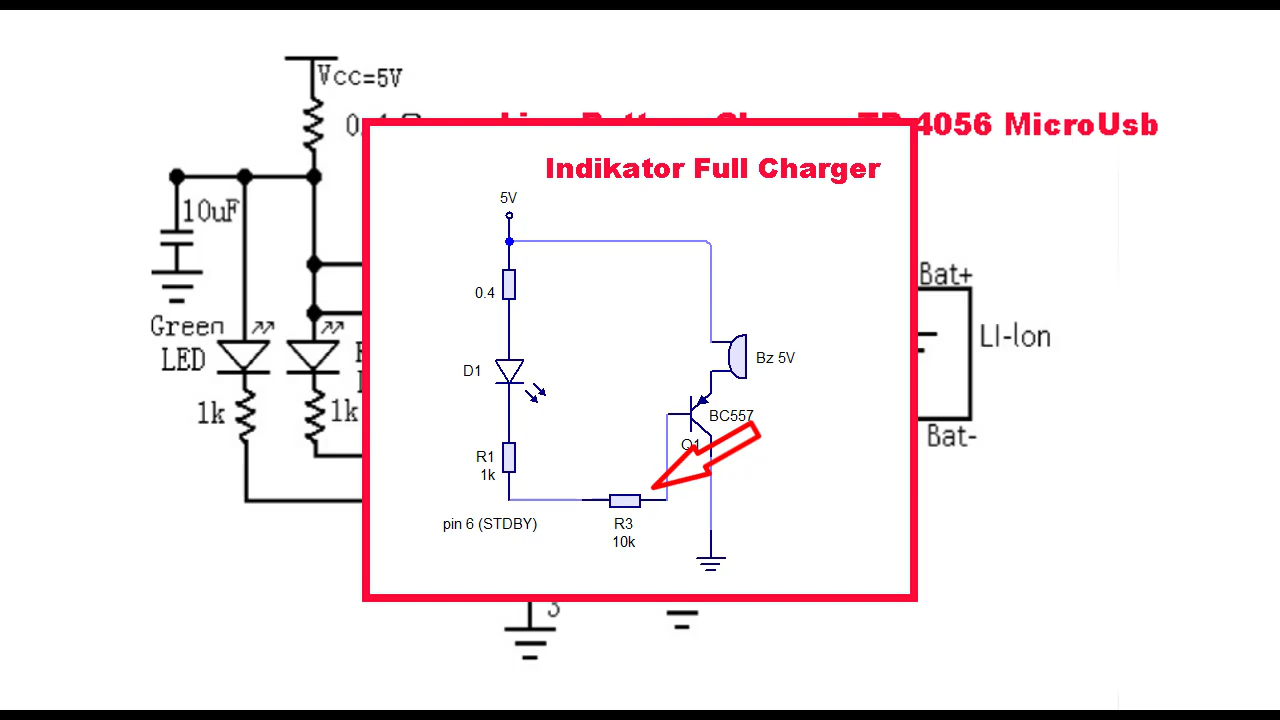 Vcc=5V
4056 MicroUsb
Indikator Full Charger
5V
10uF
Bat+
0.4
Green
LED
LI-Ion
D1
Bz 5V
1k
1k
BC557
Q1
Bat-
R1
1k
pin 6 (STDBY)
R3
10k
3